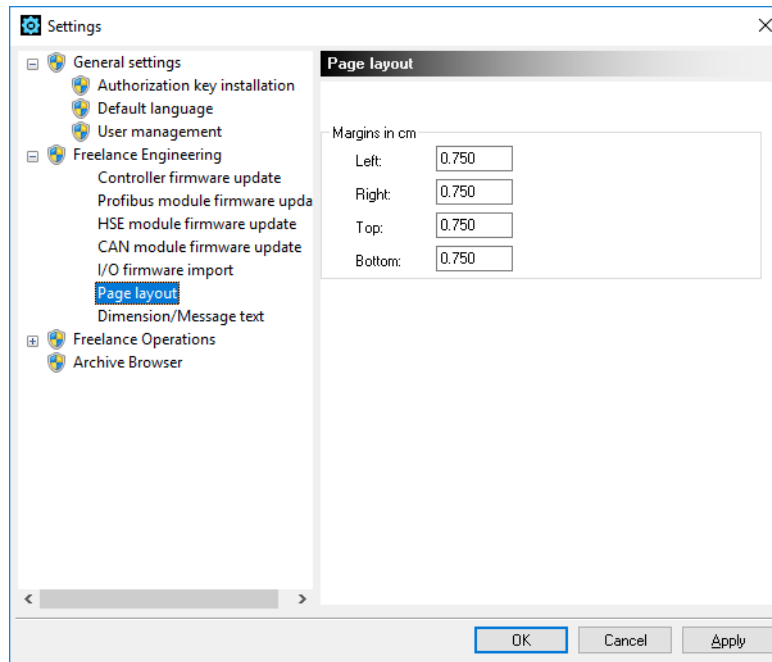 Settings
General settings
Authorization key installation
Default language
User management
Freelance Engineering
Controller firmware update
Profibus module firmware upda
HSE module firmware update
CAN module firmware update
I/O firmware import
Page layout
Dimension/Message text
Freelance Operations
Archive Browser
Page layout
Margins in cm
Left: 0.750
Right: 0.750
Top: 0.750
Bottom: 0.750
OK Cancel Apply